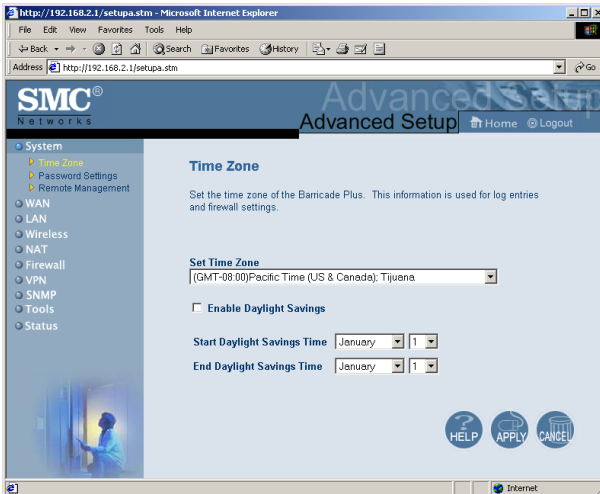 http://192.168.2.1/setupa.stm - Microsoft Internet Explorer
File Edit View Favorites Tools Help
Back Search Favorites History
Address http://192.168.2.1/setupa.stm Go
SMC®
Networks
Advanced Setup
Advanced Setup
Home Logout
System
Time Zone
Password Settings
Remote Management
WAN
LAN
Wireless
NAT
Firewall
VPN
SNMP
Tools
Status
Time Zone
Set the time zone of the Barricade Plus. This information is used for log entries
and firewall settings.
Set Time Zone
(GMT-08:00)Pacific Time (US & Canada); Tijuana
Enable Daylight Savings
Start Daylight Savings Time January 1
End Daylight Savings Time January 1
HELP APPLY CANCEL
Internet